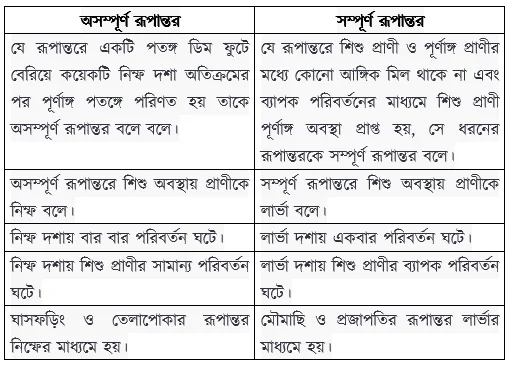 অসম্পূর্ণ রূপান্তর
সম্পূর্ণ রূপান্তর
যে রূপান্তরে একটি পতঙ্গ ডিম ফুটে
বেরিয়ে কয়েকটি নিম্ফ দশা অতিক্রমের
পর পূর্ণাঙ্গ পতঙ্গে পরিণত হয় তাকে
অসম্পূর্ণ রূপান্তর বলে বলে।
যে রূপান্তরে শিশু প্রাণী ও পূর্ণাঙ্গ প্রাণীর
মধ্যে কোনো আঙ্গিক মিল থাকে না এবং
ব্যাপক পরিবর্তনের মাধ্যমে শিশু প্রাণী
পূর্ণাঙ্গ অবস্থা প্রাপ্ত হয়, সে ধরনের
রূপান্তরকে সম্পূর্ণ রূপান্তর বলে।
অসম্পূর্ণ রূপান্তরে শিশু অবস্থায় প্রাণীকে
নিম্ফ বলে।
সম্পূর্ণ রূপান্তরে শিশু অবস্থায় প্রাণীকে
লার্ভা বলে।
নিম্ফ দশায় বার বার পরিবর্তন ঘটে।
লার্ভা দশায় একবার পরিবর্তন ঘটে।
নিম্ফ দশায় শিশু প্রাণীর সামান্য পরিবর্তন
ঘটে।
লার্ভা দশায় শিশু প্রাণীর ব্যাপক পরিবর্তন
ঘটে।
ঘাসফড়িং ও তেলাপোকার রূপান্তর
নিম্ফের মাধ্যমে হয়।
মৌমাছি ও প্রজাপতির রূপান্তর লার্ভার
মাধ্যমে হয়।